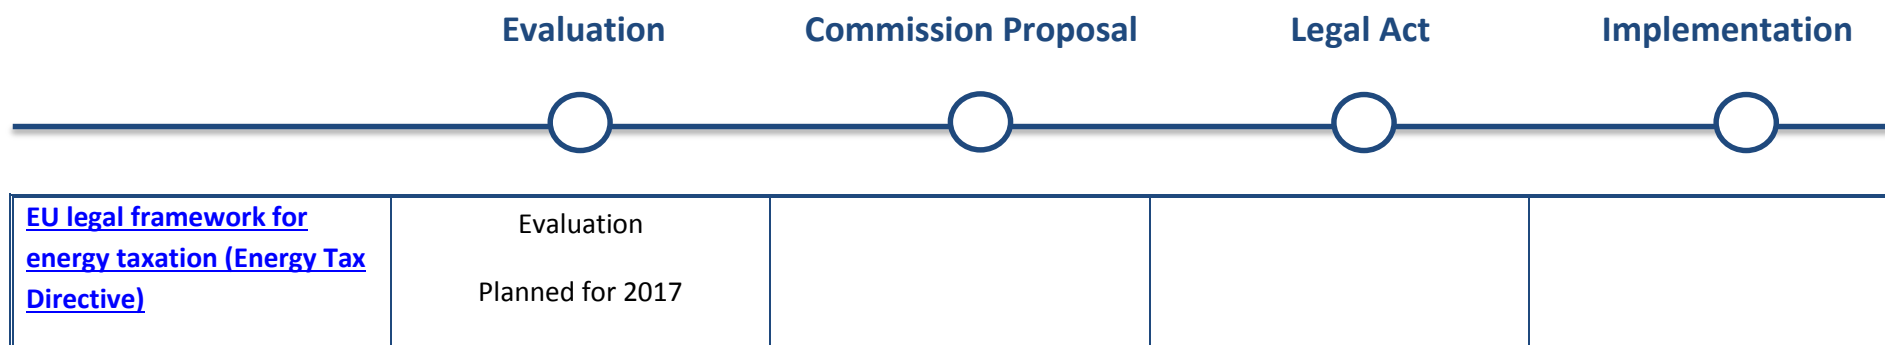 Evaluation Commission Proposal Legal Act Implementation
EU legal framework for
energy taxation (Energy Tax
Directive)
Evaluation
Planned for 2017